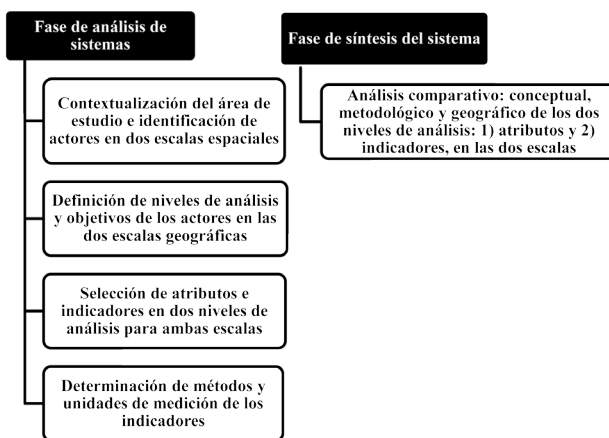 Fase de análisis de
sistemas
Contextualización del área de
estudio e identificación de
actores en dos escalas espaciales
Definición de niveles de análisis
y objetivos de los actores en las
dos escalas geográficas
Selección de atributos e
indicadores en dos niveles de
análisis para ambas escalas
Determinación de métodos y
unidades de medición de los
indicadores
Fase de síntesis del sistema
Análisis comparativo: conceptual,
metodológico y geográfico de los dos
niveles de análisis: 1) atributos y 2)
indicadores, en las dos escalas